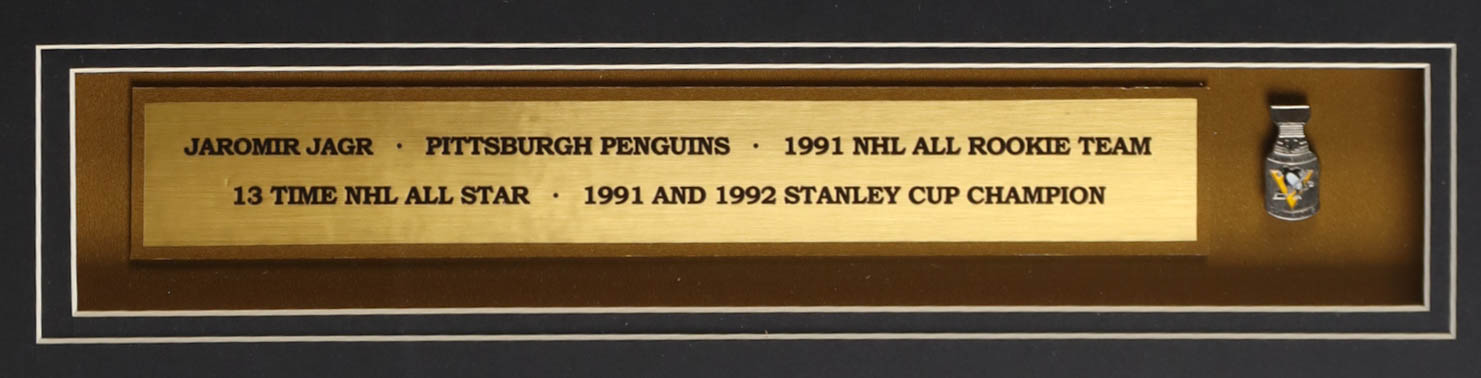 JAROMIR JAGR · PITTSBURGH PENGUINS · 1991 NHL ALL ROOKIE TEAM
13 TIME NHL ALL STAR · 1991 AND 1992 STANLEY CUP CHAMPION